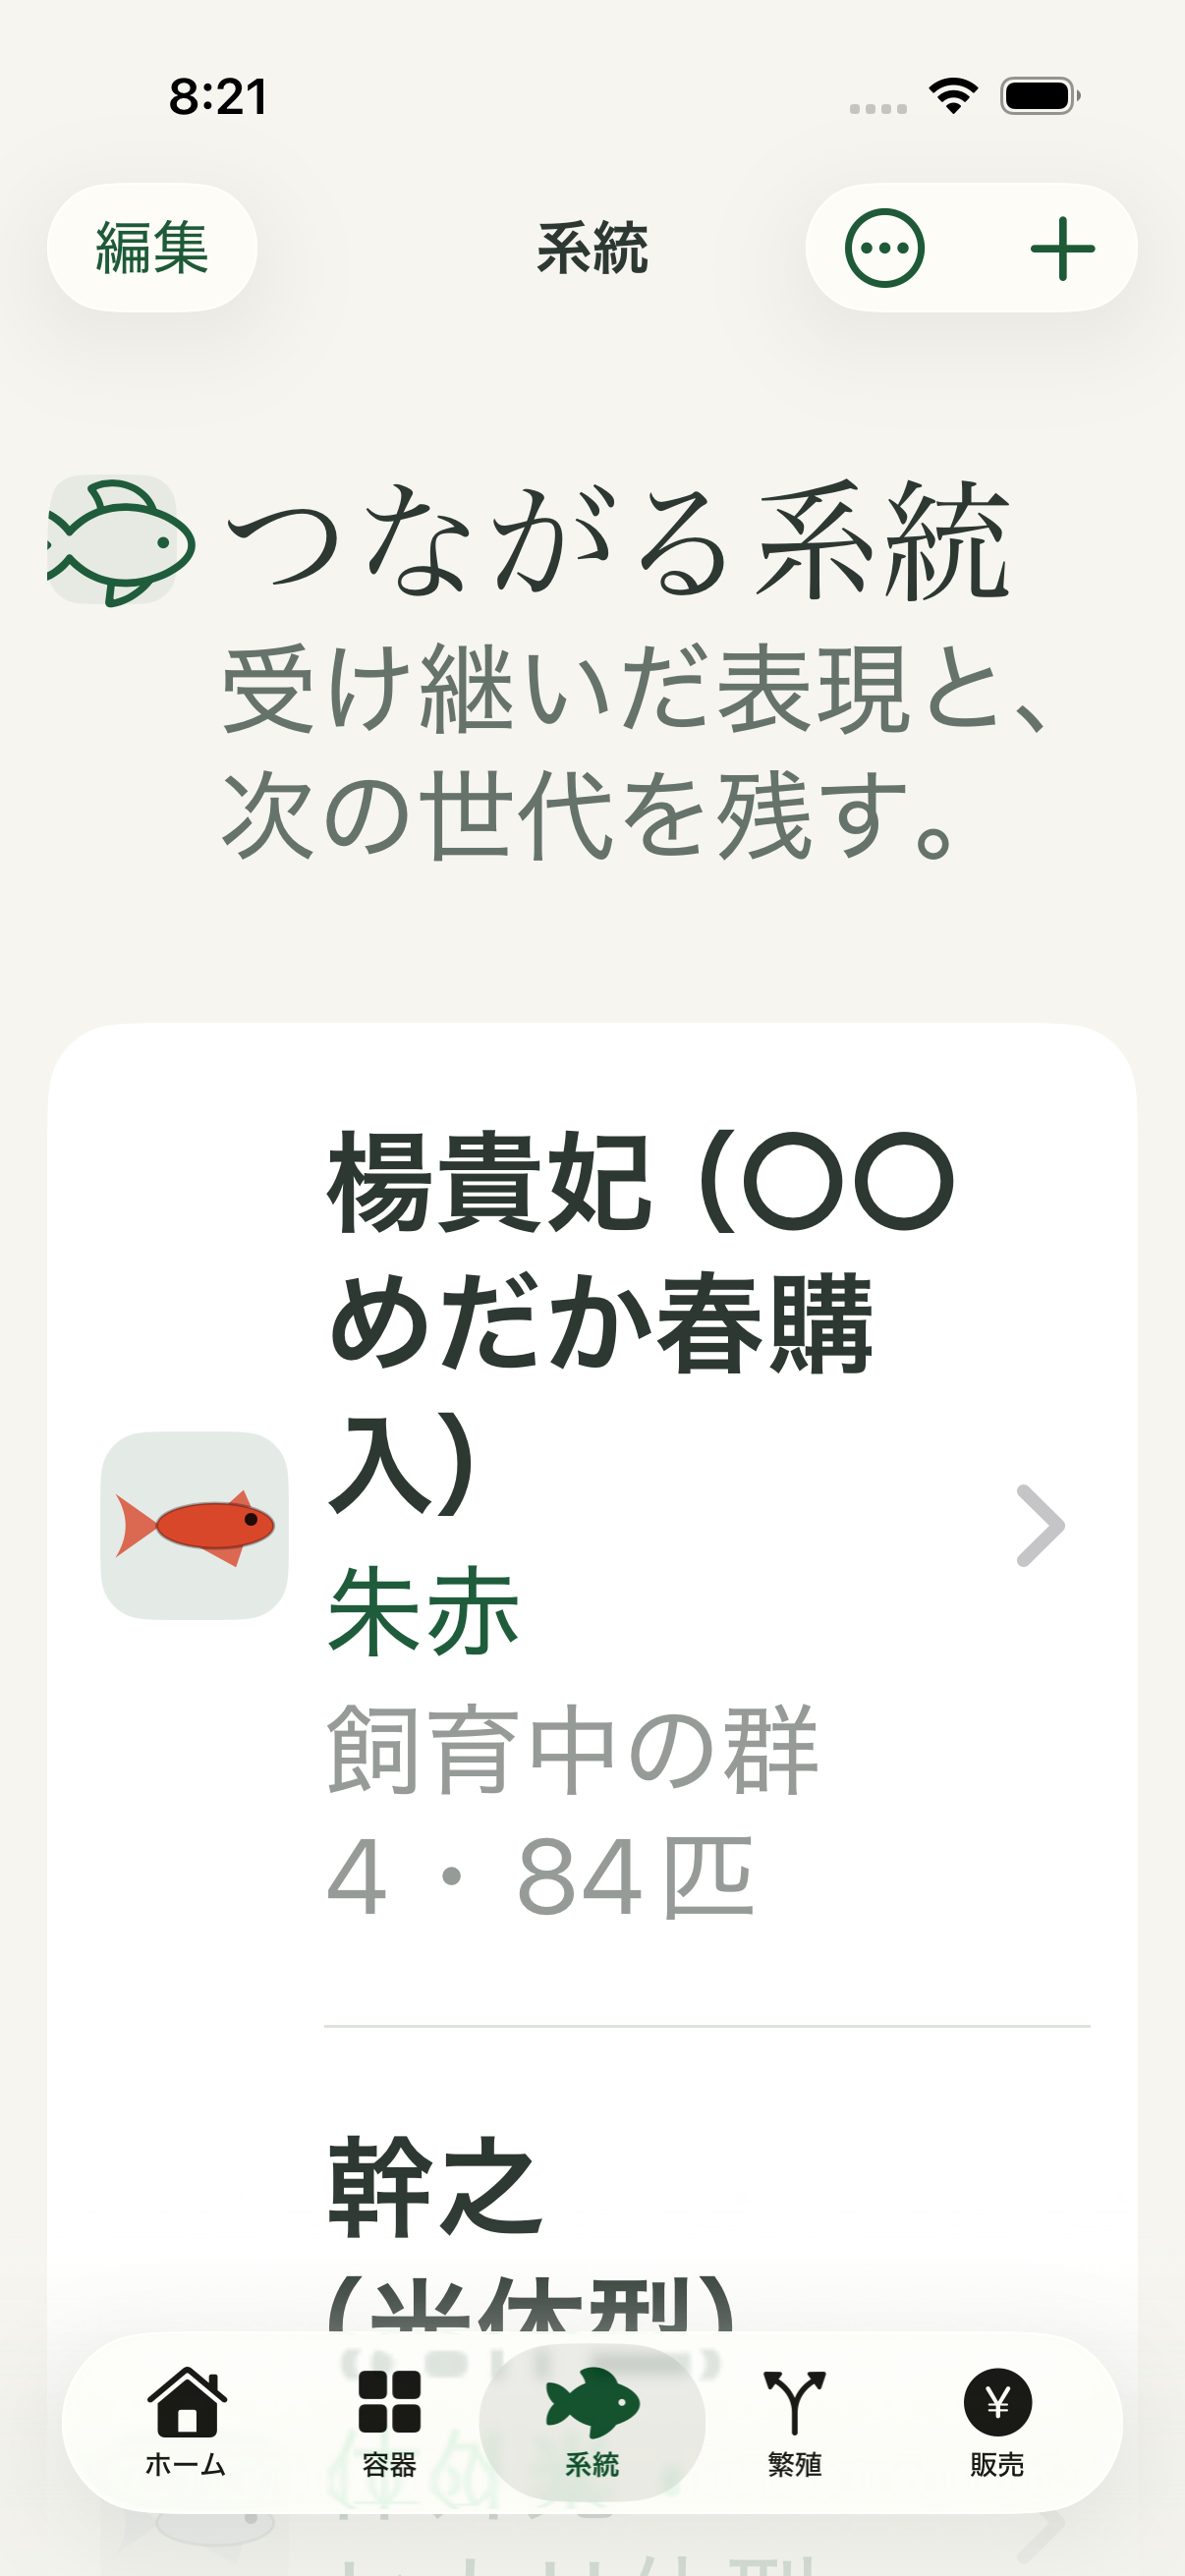 8:21
編集
系統
つながる系統
受け継いだ表現と、
次の世代を残す。
楊貴妃（〇〇
めだか春購
入）
朱赤
飼育中の群
4・84匹
幹之
（光体型）
ホーム
容器
系統
繁殖
販売